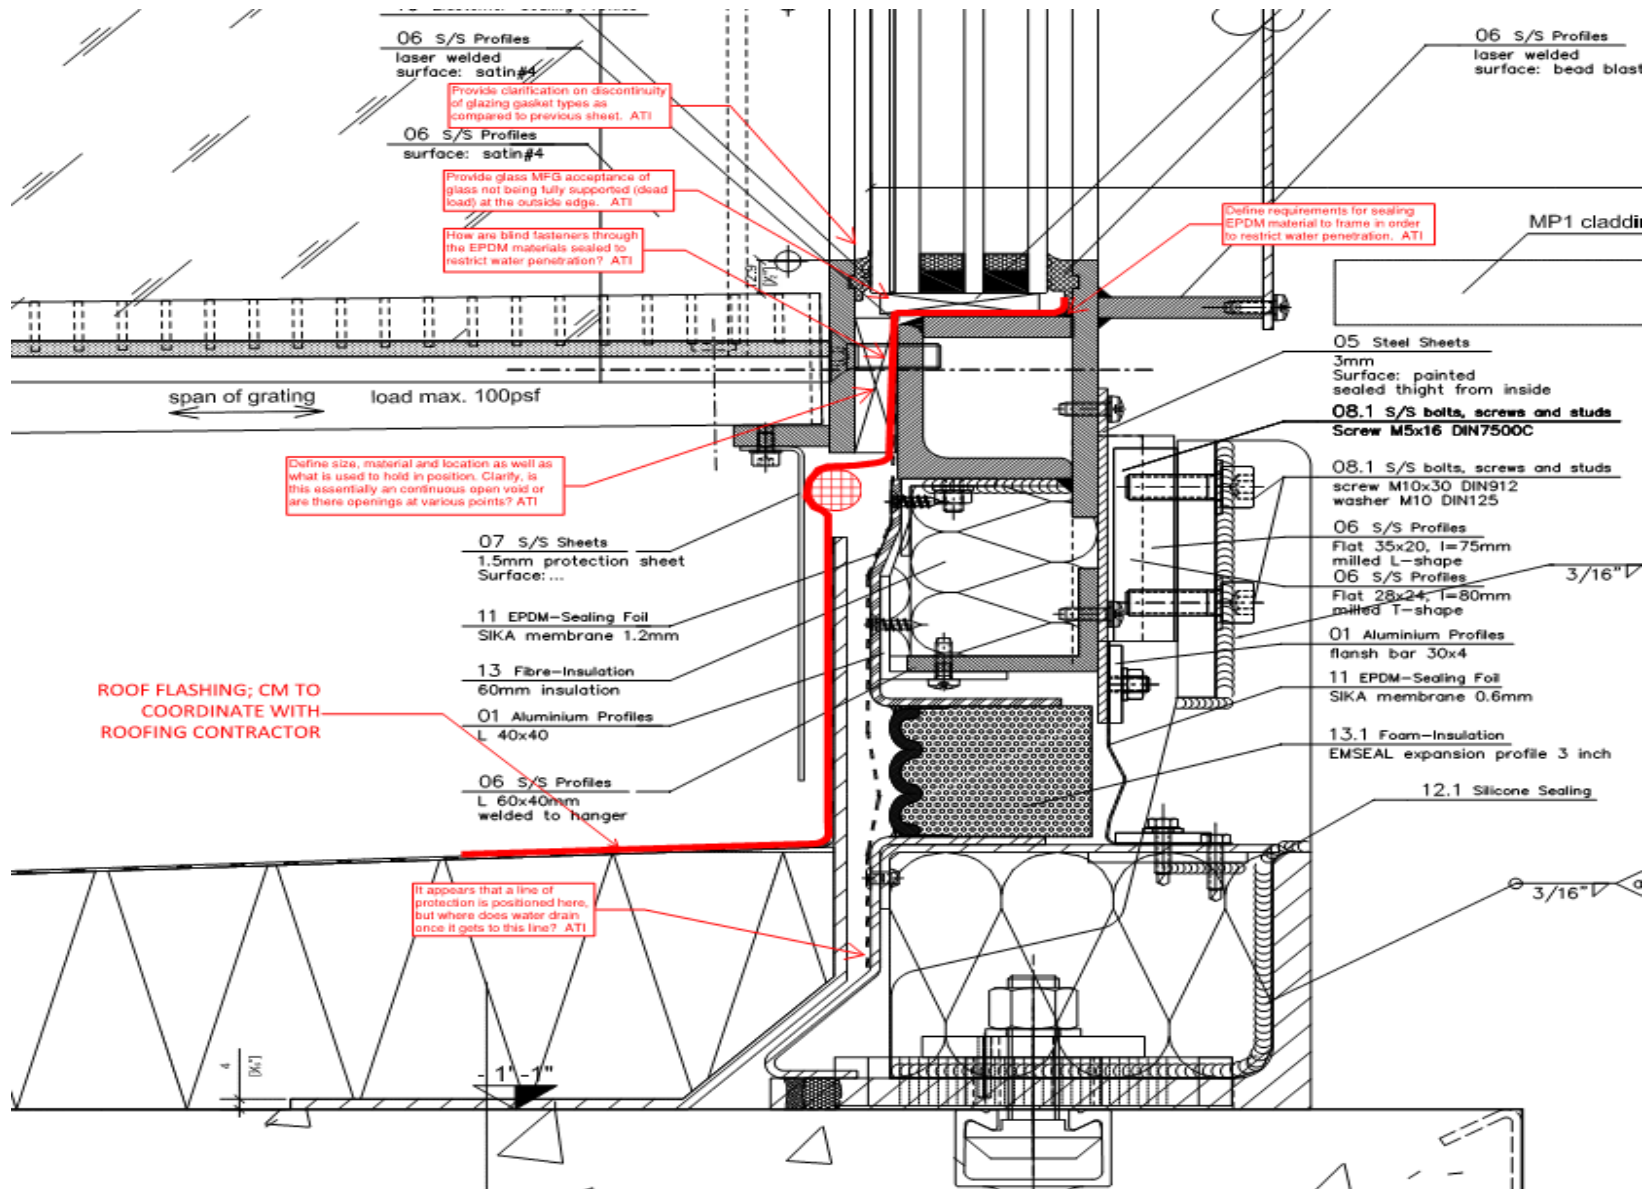 06 S/S Profiles
laser welded
surface: satin#4
Provide clarification on discontinuity
of glazing gasket types as
compared to previous sheet. ATI
06 S/S Profiles
surface: satin#4
Provide glass MFG acceptance of
glass not being fully supported (dead
load) at the outside edge. ATI
How are blind fasteners through
the EPDM materials sealed to
restrict water penetration? ATI
span of grating
load max. 100psf
Define size, material and location as well as
what is used to hold in position. Clarify, is
this essentially an continuous open void or
are there openings at various points? ATI
07 S/S Sheets
1.5mm protection sheet
Surface: ...
11 EPDM-Sealing Foil
SIKA membrane 1.2mm
13 Fibre-Insulation
60mm insulation
01 Aluminium Profiles
L 40x40
06 S/S Profiles
L 60x40mm
welded to hanger
ROOF FLASHING; CM TO
COORDINATE WITH
ROOFING CONTRACTOR
It appears that a line of
protection is positioned here,
but where does water drain
once it gets to this line? ATI
4
- 1'-1"
06 S/S Profiles
laser welded
surface: bead blast
Define requirements for sealing
EPDM material to frame in order
to restrict water penetration. ATI
MP1 claddin
05 Steel Sheets
3mm
Surface: painted
sealed thight from inside
08.1 S/S bolts, screws and studs
Screw M5x16 DIN7500C
08.1 S/S bolts, screws and studs
screw M10x30 DIN912
washer M10 DIN125
06 S/S Profiles
Flat 35x20, l=75mm
milled L-shape
06 S/S Profiles
Flat 28x24, l=80mm
milled T-shape
3/16"
01 Aluminium Profiles
flansh bar 30x4
11 EPDM-Sealing Foil
SIKA membrane 0.6mm
13.1 Foam-Insulation
EMSEAL expansion profile 3 inch
12.1 Silicone Sealing
3/16"